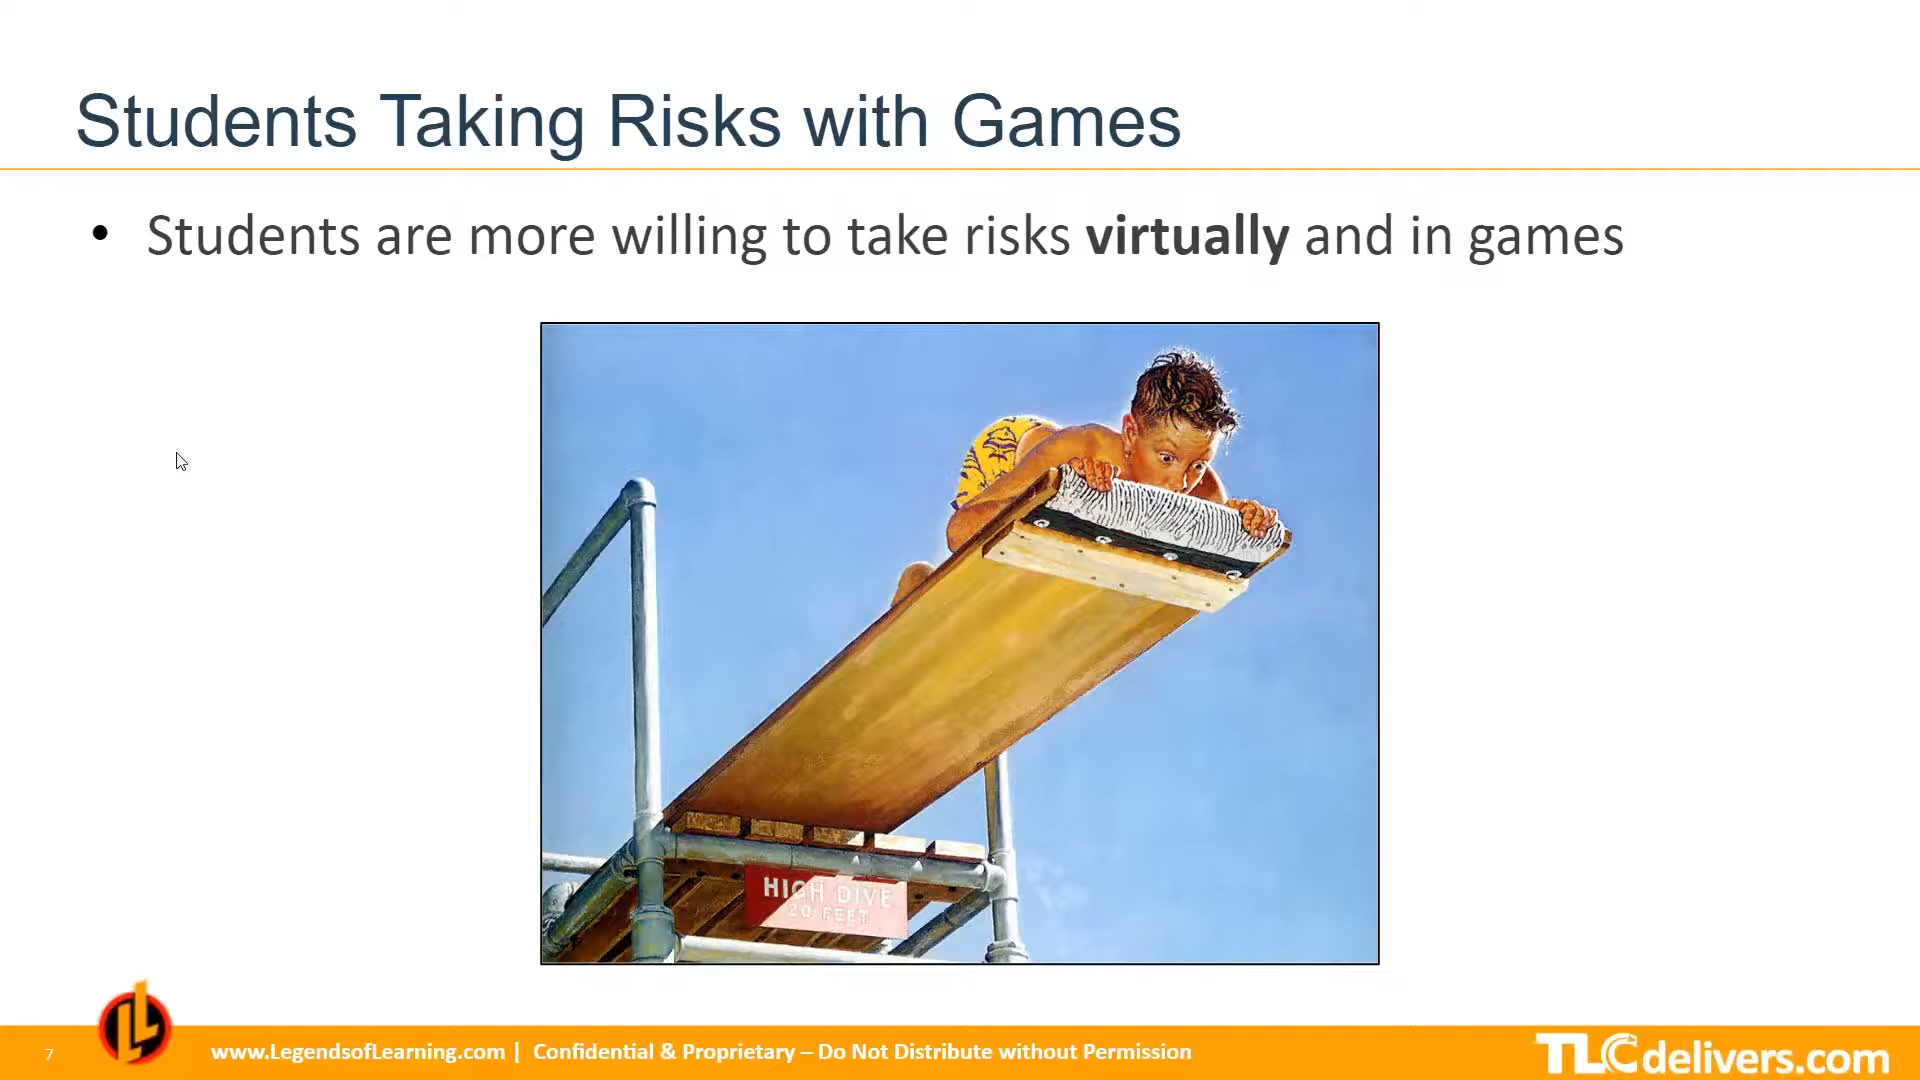 Students Taking Risks with Games
• Students are more willing to take risks virtually and in games
HIGH DIVE
20 FEET
7
www.LegendsofLearning.com | Confidential & Proprietary – Do Not Distribute without Permission
TLCdelivers.com